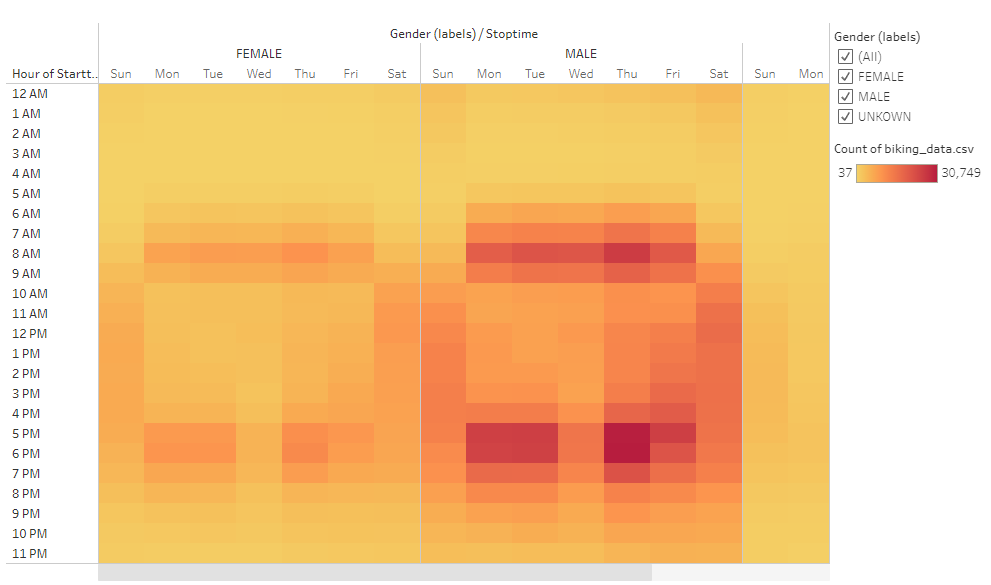 Gender (labels) / Stoptime
FEMALE MALE
Hour of Startt.. Sun Mon Tue Wed Thu Fri Sat Sun Mon Tue Wed Thu Fri Sat Sun Mon
12 AM
1 AM
2 AM
3 AM
4 AM
5 AM
6 AM
7 AM
8 AM
9 AM
10 AM
11 AM
12 PM
1 PM
2 PM
3 PM
4 PM
5 PM
6 PM
7 PM
8 PM
9 PM
10 PM
11 PM
Gender (labels)
(All)
FEMALE
MALE
UNKOWN
Count of biking_data.csv
37 30,749